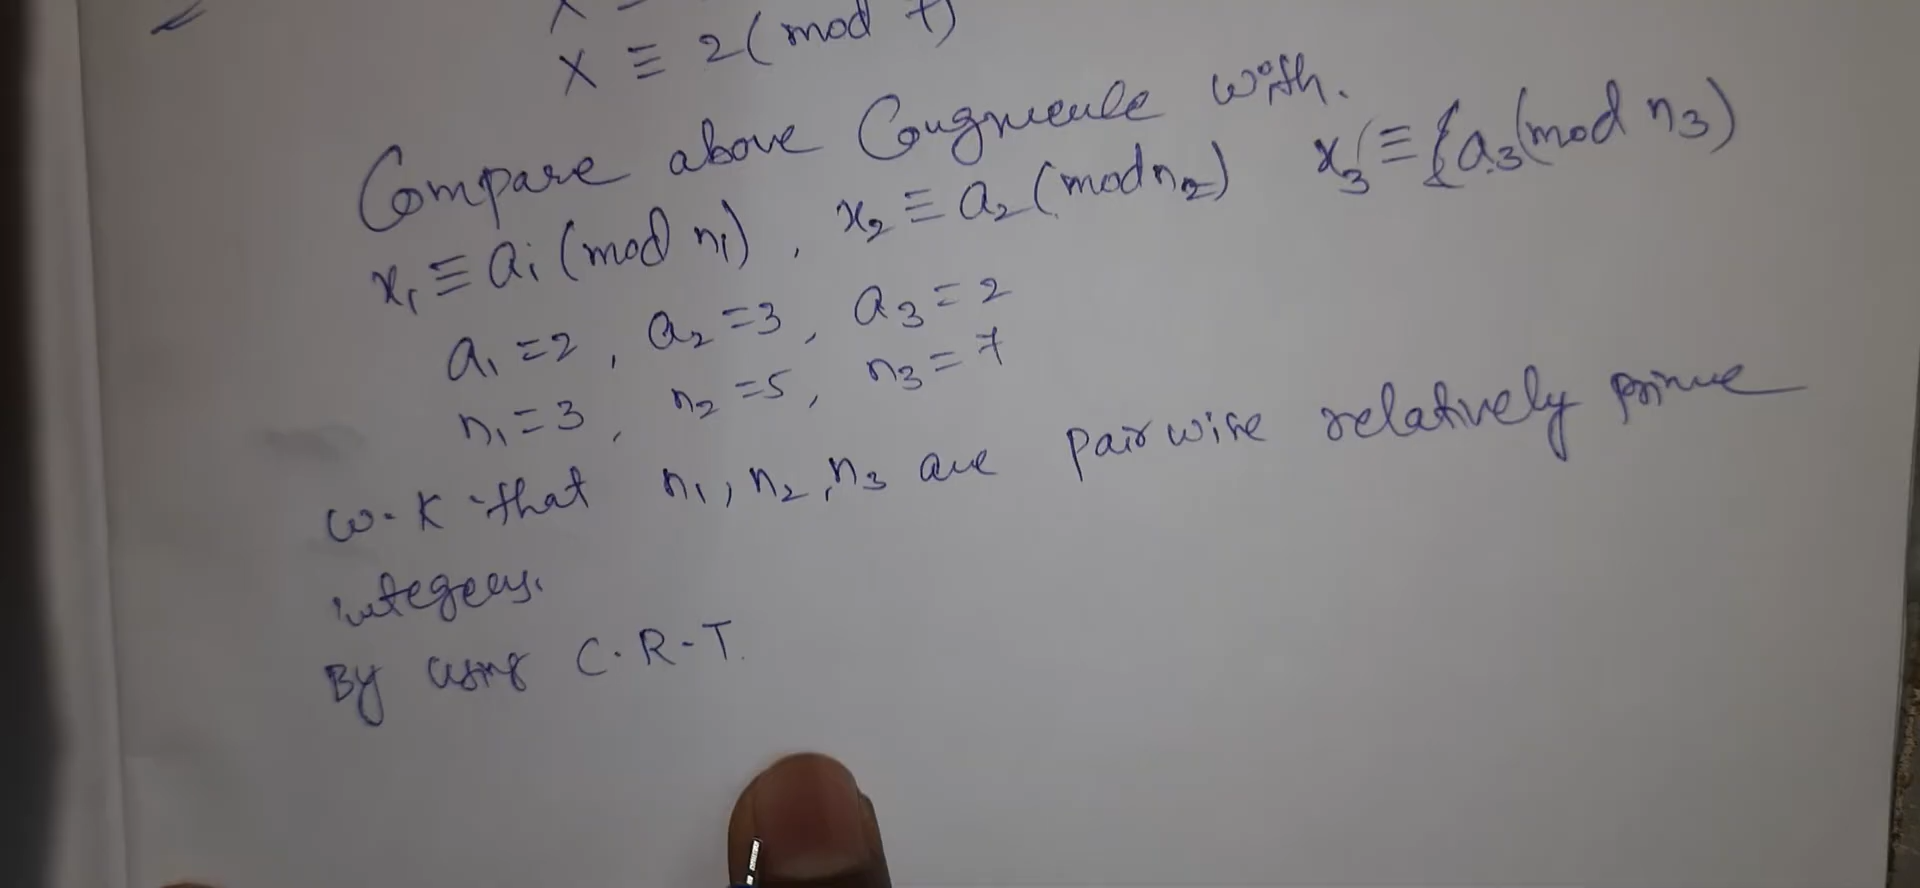 X ≡ 2(mod 7)
Compare above Congruence with.
x₁ ≡ a₁ (mod n₁), x₂ ≡ a₂ (mod n₂) x₃ ≡ {a₃(mod n₃)
a₁ = 2, a₂ = 3, a₃ = 2
n₁ = 3, n₂ = 5, n₃ = 7
W.K that n₁, n₂, n₃ are pairwise relatively prime
integers.
By using C.R.T.